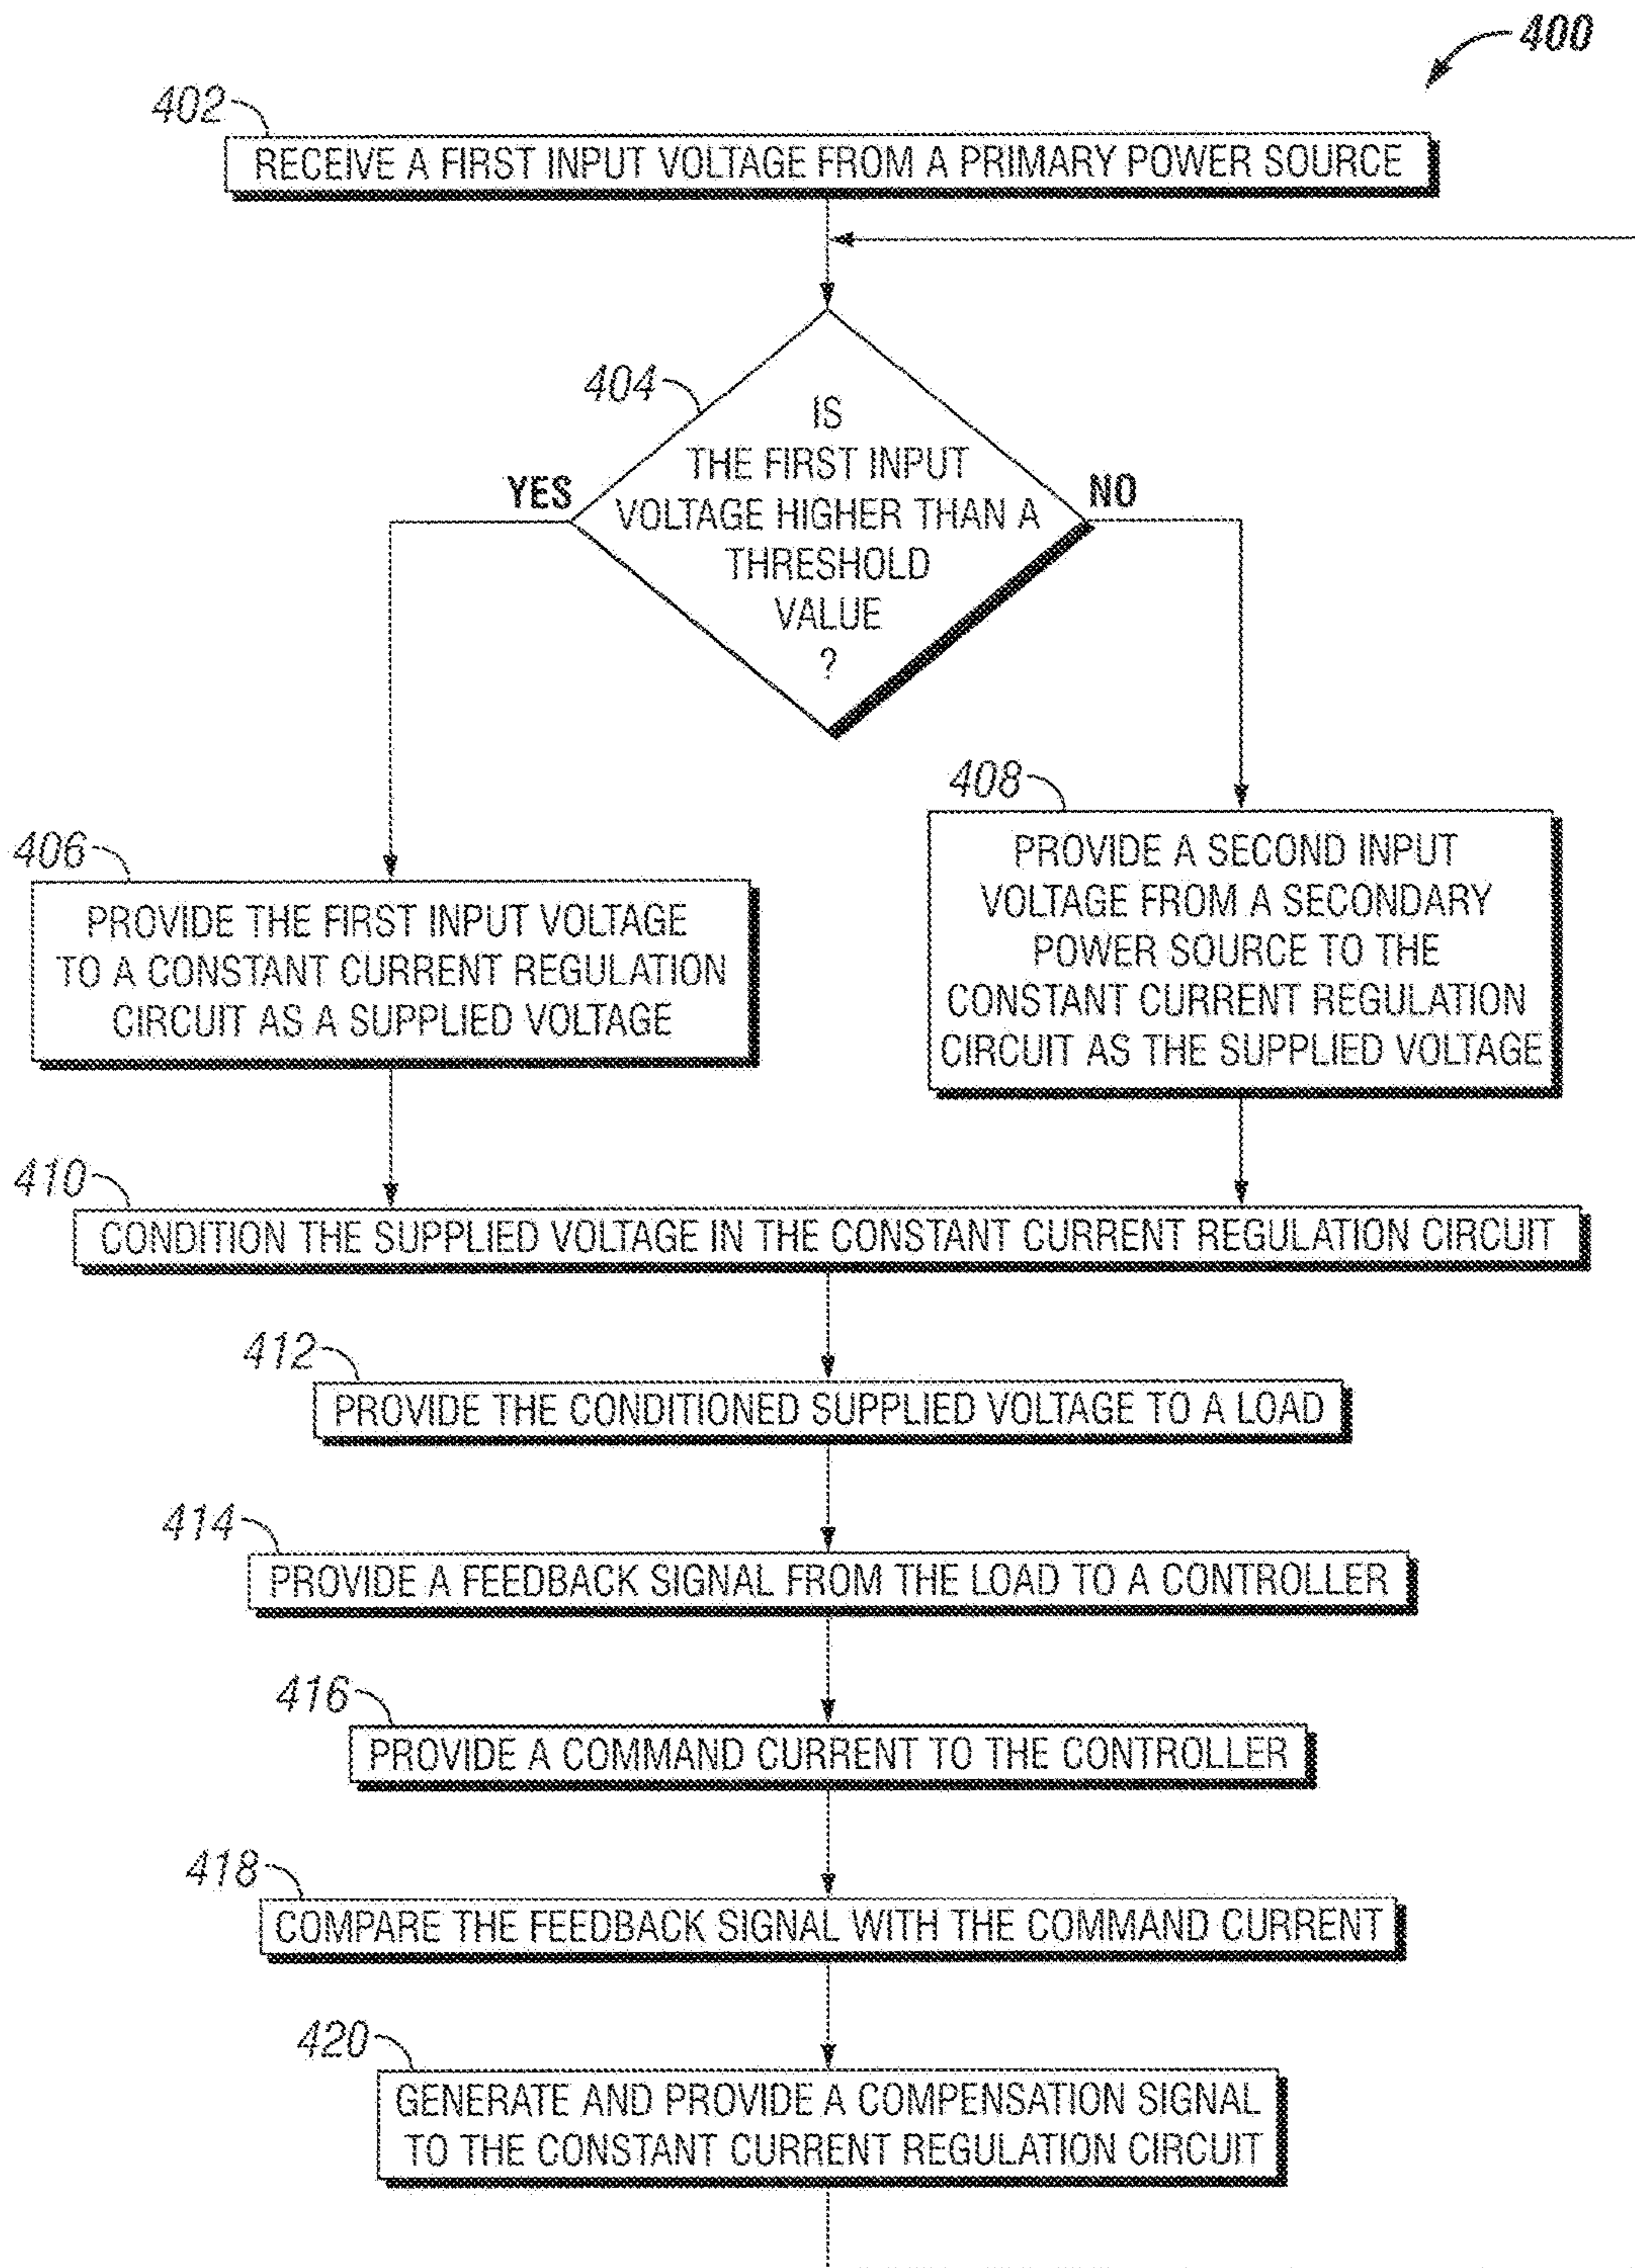 400
402
RECEIVE A FIRST INPUT VOLTAGE FROM A PRIMARY POWER SOURCE
404
IS
THE FIRST INPUT
VOLTAGE HIGHER THAN A
THRESHOLD
VALUE
?
YES
NO
406
PROVIDE THE FIRST INPUT VOLTAGE
TO A CONSTANT CURRENT REGULATION
CIRCUIT AS A SUPPLIED VOLTAGE
408
PROVIDE A SECOND INPUT
VOLTAGE FROM A SECONDARY
POWER SOURCE TO THE
CONSTANT CURRENT REGULATION
CIRCUIT AS THE SUPPLIED VOLTAGE
410
CONDITION THE SUPPLIED VOLTAGE IN THE CONSTANT CURRENT REGULATION CIRCUIT
412
PROVIDE THE CONDITIONED SUPPLIED VOLTAGE TO A LOAD
414
PROVIDE A FEEDBACK SIGNAL FROM THE LOAD TO A CONTROLLER
416
PROVIDE A COMMAND CURRENT TO THE CONTROLLER
418
COMPARE THE FEEDBACK SIGNAL WITH THE COMMAND CURRENT
420
GENERATE AND PROVIDE A COMPENSATION SIGNAL
TO THE CONSTANT CURRENT REGULATION CIRCUIT